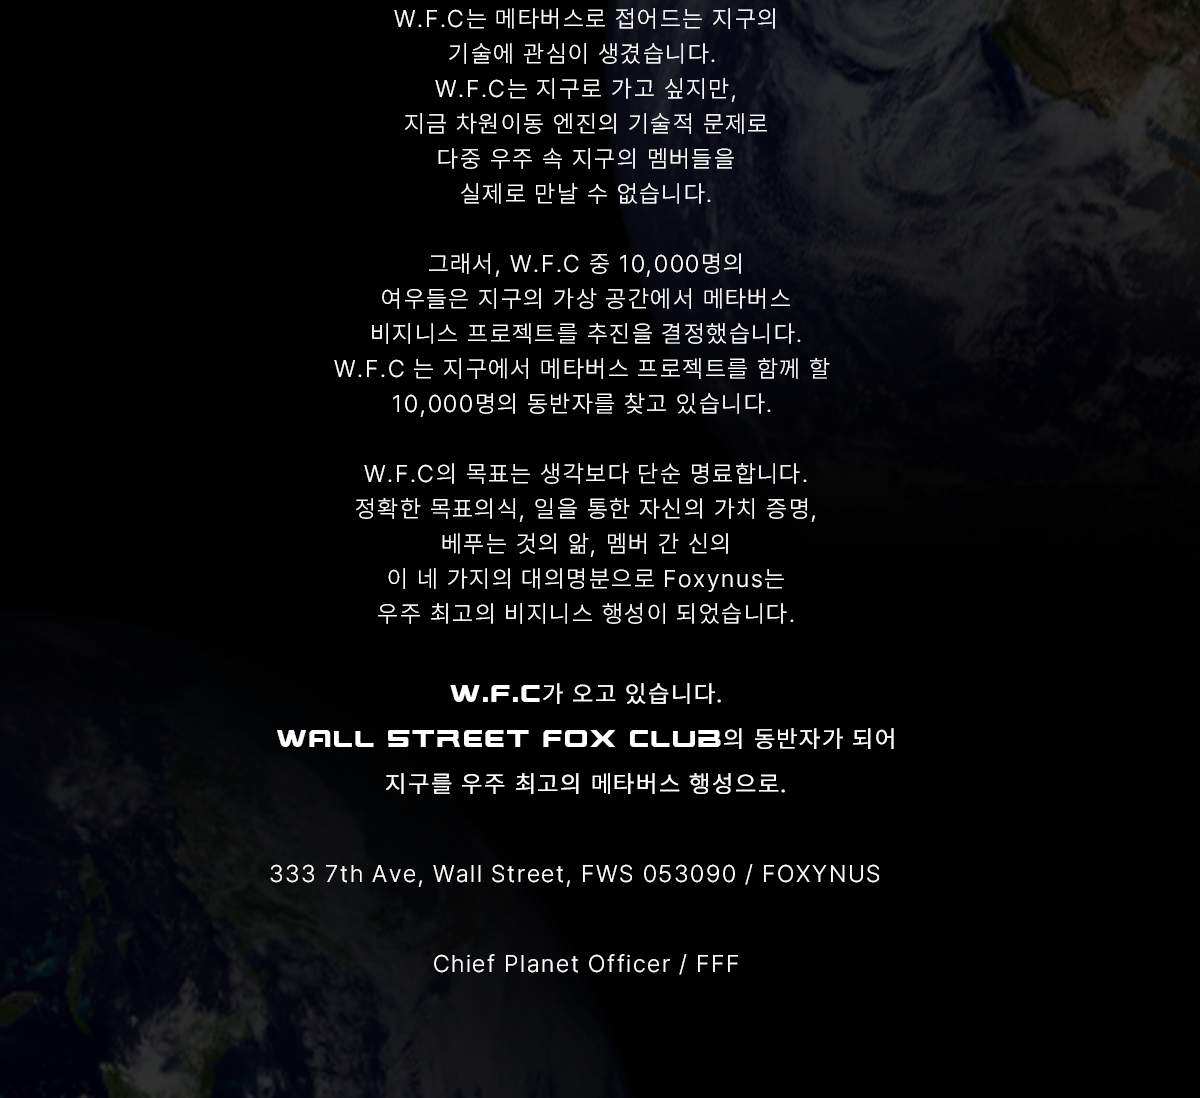 W.F.C는 메타버스로 접어드는 지구의
기술에 관심이 생겼습니다.
W.F.C는 지구로 가고 싶지만,
지금 차원이동 엔진의 기술적 문제로
다중 우주 속 지구의 멤버들을
실제로 만날 수 없습니다.
그래서, W.F.C 중 10,000명의
여우들은 지구의 가상 공간에서 메타버스
비지니스 프로젝트를 추진을 결정했습니다.
W.F.C 는 지구에서 메타버스 프로젝트를 함께 할
10,000명의 동반자를 찾고 있습니다.
W.F.C의 목표는 생각보다 단순 명료합니다.
정확한 목표의식, 일을 통한 자신의 가치 증명,
베푸는 것의 앎, 멤버 간 신의
이 네 가지의 대의명분으로 Foxynus는
우주 최고의 비지니스 행성이 되었습니다.
W.F.C가 오고 있습니다.
WALL STREET FOX CLUB의 동반자가 되어
지구를 우주 최고의 메타버스 행성으로.
333 7th Ave, Wall Street, FWS 053090 / FOXYNUS
Chief Planet Officer / FFF